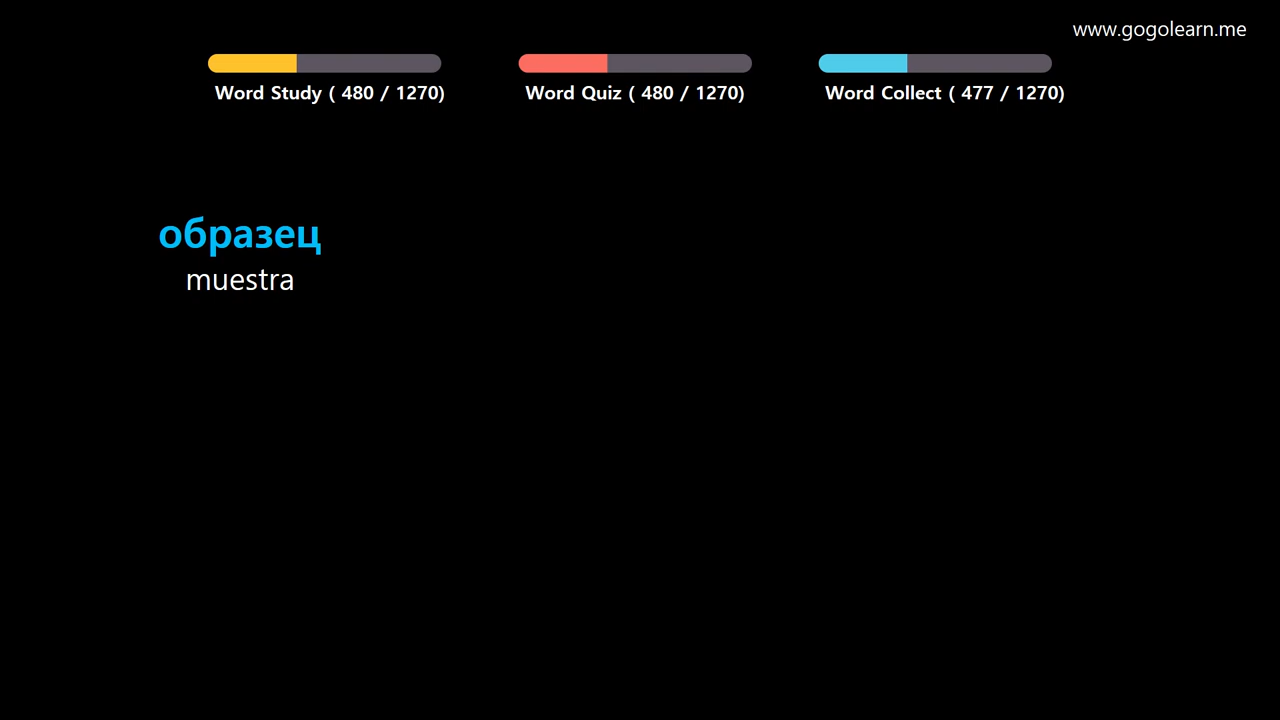 www.gogolearn.me
Word Study ( 480 / 1270)
Word Quiz ( 480 / 1270)
Word Collect ( 477 / 1270)
образец
muestra